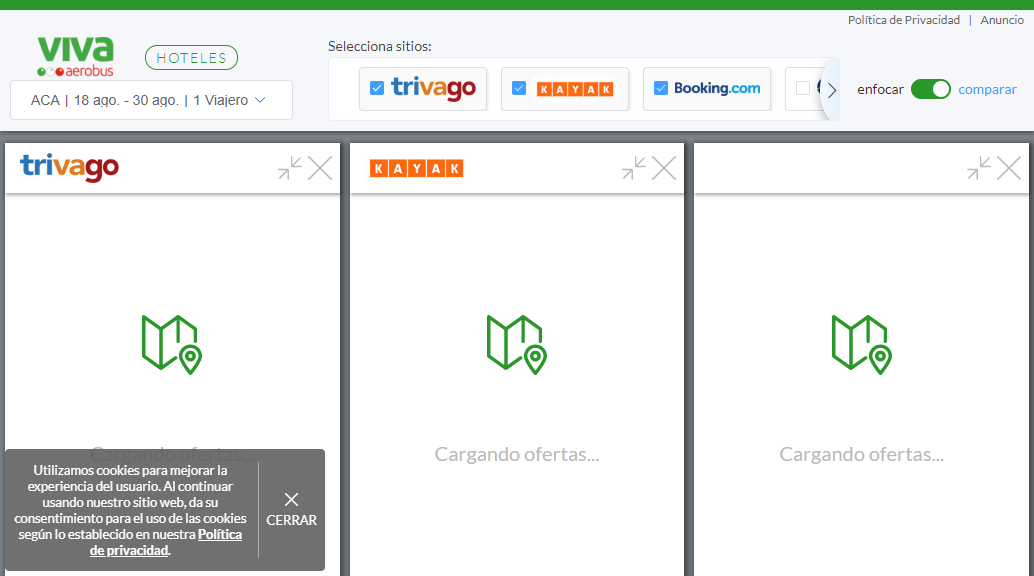 Política de Privacidad | Anuncio
viva
aerobus
HOTELES
Selecciona sitios:
ACA | 18 ago. - 30 ago. | 1 Viajero
trivago
KAYAK
Booking.com
enfocar
comparar
trivago
KAYAK
Cargando ofertas...
Cargando ofertas...
Cargando ofertas...
Utilizamos cookies para mejorar la
experiencia del usuario. Al continuar
usando nuestro sitio web, da su
consentimiento para el uso de las cookies
según lo establecido en nuestra Política
de privacidad.
CERRAR